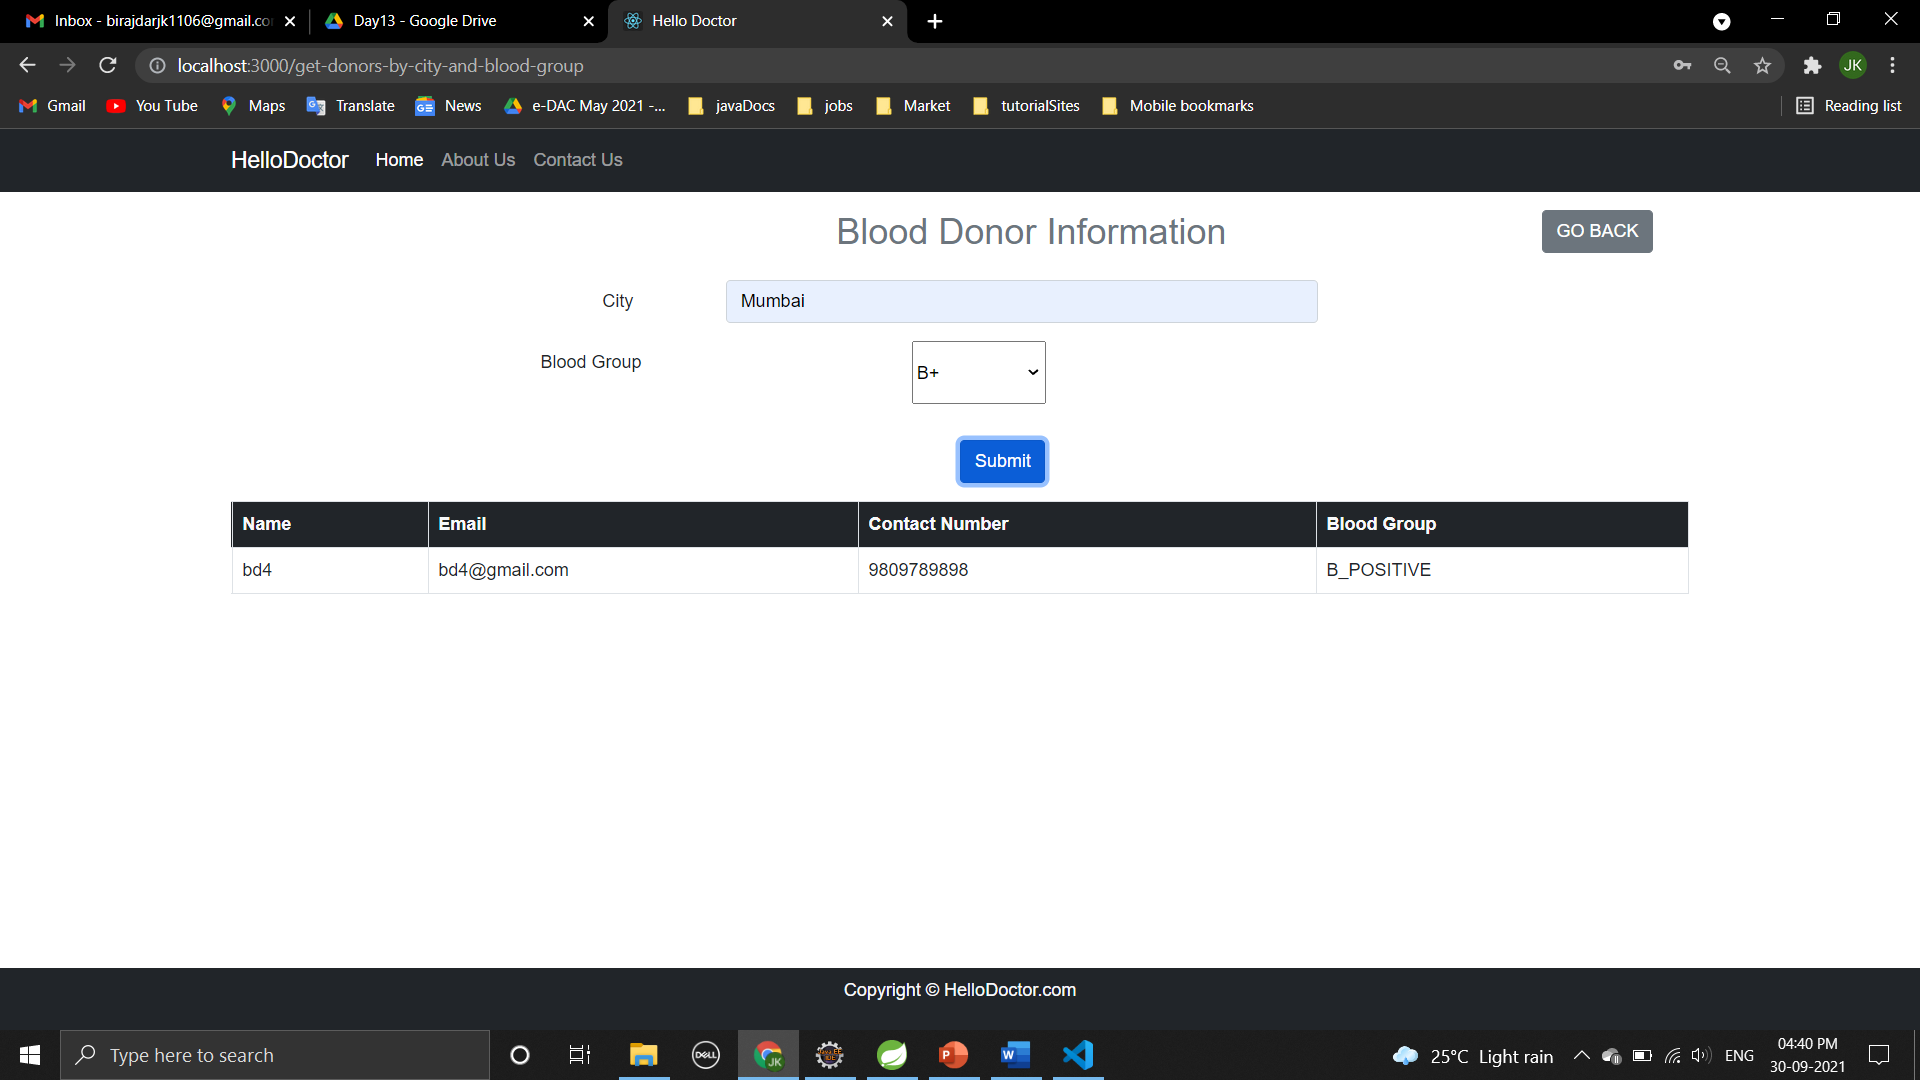 Inbox - birajdarjk1106@gmail.co
Day13 - Google Drive
Hello Doctor
localhost:3000/get-donors-by-city-and-blood-group
JK
Gmail
You Tube
Maps
Translate
News
e-DAC May 2021 -...
javaDocs
jobs
Market
tutorialSites
Mobile bookmarks
Reading list
HelloDoctor Home About Us Contact Us
Blood Donor Information
GO BACK
City
Mumbai
Blood Group
B+
Submit
Name Email Contact Number Blood Group
bd4 bd4@gmail.com 9809789898 B_POSITIVE
Copyright © HelloDoctor.com
Type here to search
DELL
JK
P
W
25°C Light rain
ENG
04:40 PM
30-09-2021